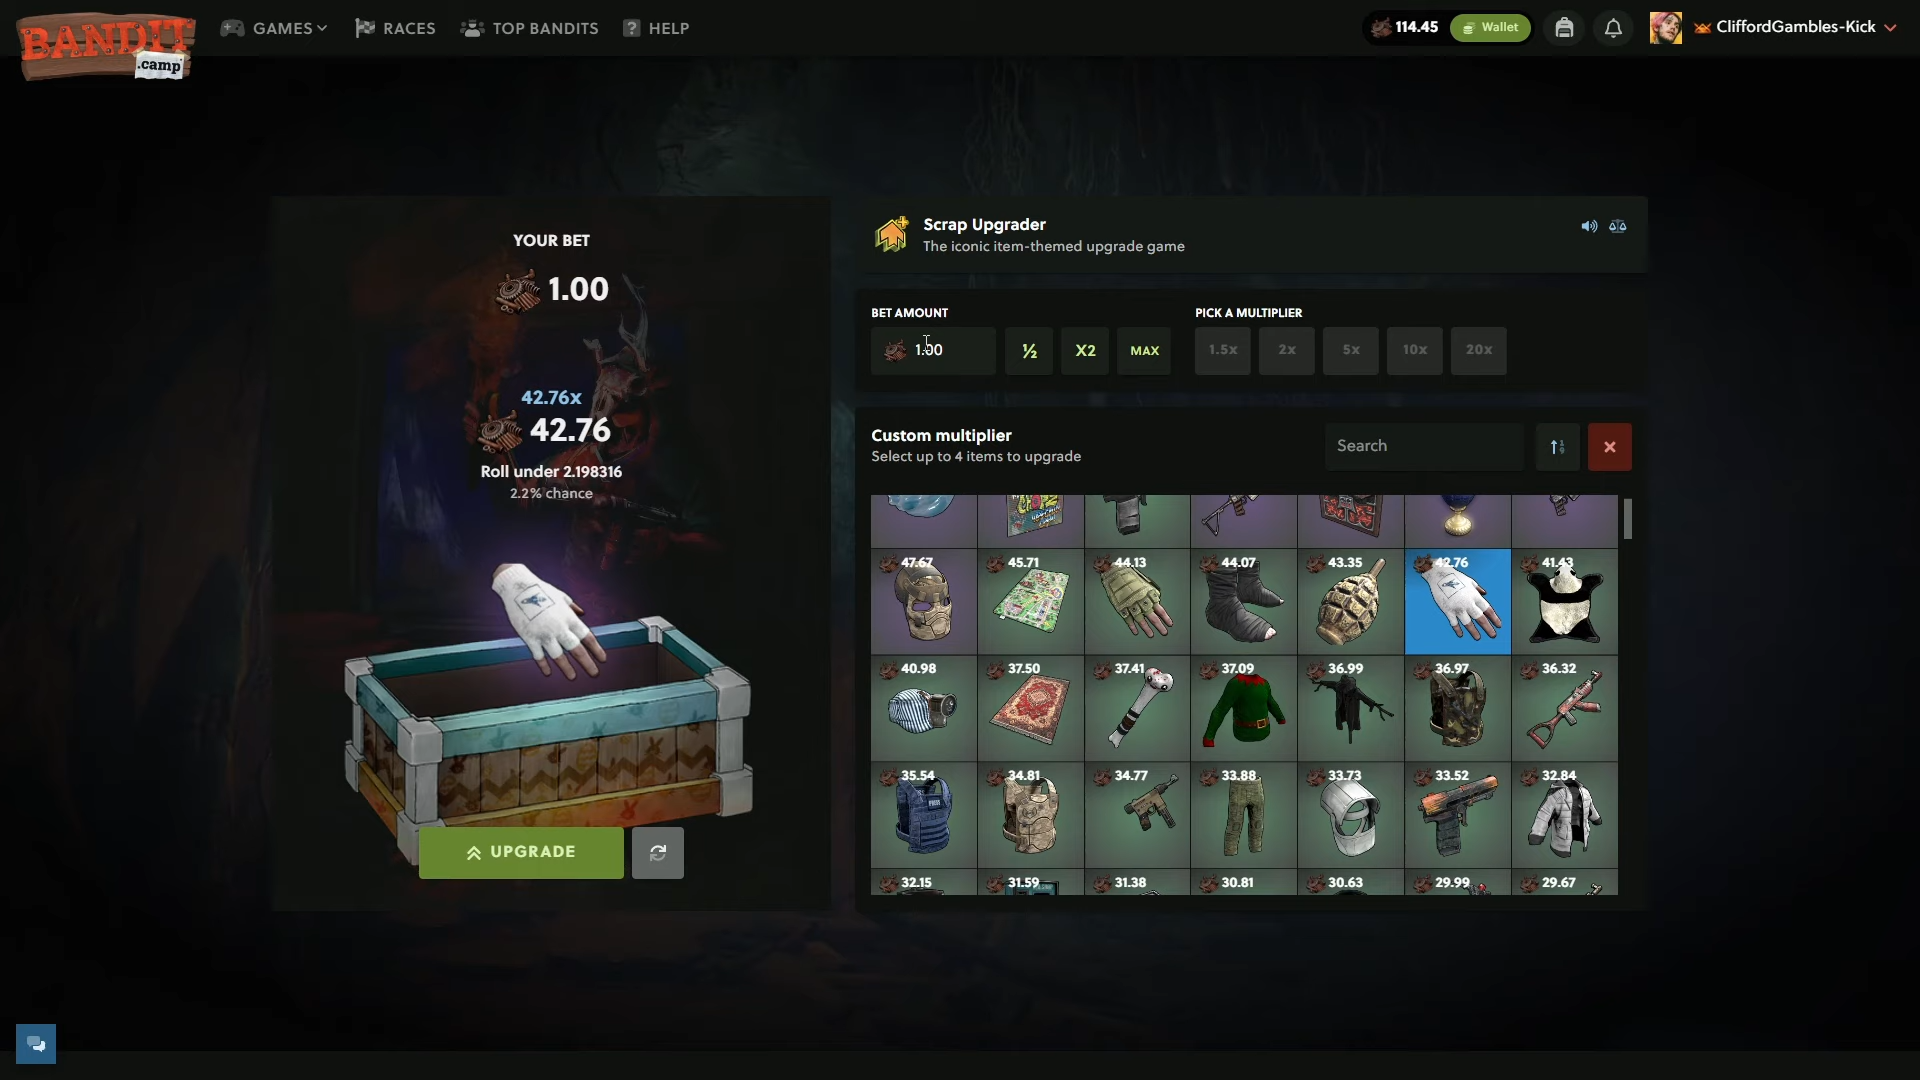 BANDIT
.camp
GAMES
RACES
TOP BANDITS
? HELP
114.45
Wallet
CliffordGambles-Kick
YOUR BET
1.00
42.76x
42.76
Roll under 2.198316
2.2% chance
UPGRADE
Scrap Upgrader
The iconic item-themed upgrade game
BET AMOUNT
1.00
½
X2
MAX
PICK A MULTIPLIER
1.5x
2x
5x
10x
20x
Custom multiplier
Select up to 4 items to upgrade
Search
47.67
45.71
44.13
44.07
43.35
42.76
41.43
40.98
37.50
37.41
37.09
36.99
36.97
36.32
35.54
34.81
34.77
33.88
33.73
33.52
32.84
32.15
31.59
31.38
30.81
30.63
29.99
29.67